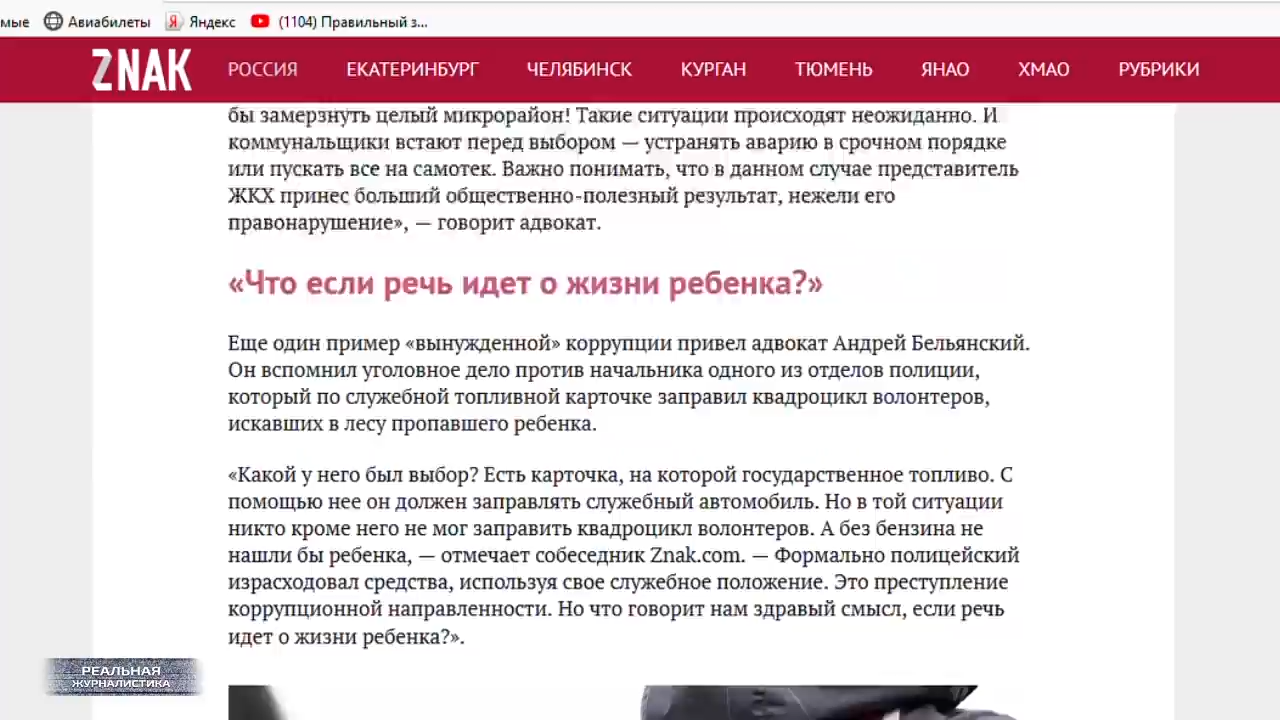 мые Авиабилеты Яндекс (1104) Правильный з...
ZNAK РОССИЯ ЕКАТЕРИНБУРГ ЧЕЛЯБИНСК КУРГАН ТЮМЕНЬ ЯНАО ХМАО РУБРИКИ
бы замерзнуть целый микрорайон! Такие ситуации происходят неожиданно. И
коммунальщики встают перед выбором — устранять аварию в срочном порядке
или пускать все на самотек. Важно понимать, что в данном случае представитель
ЖКХ принес больший общественно-полезный результат, нежели его
правонарушение», — говорит адвокат.
«Что если речь идет о жизни ребенка?»
Еще один пример «вынужденной» коррупции привел адвокат Андрей Бельянский.
Он вспомнил уголовное дело против начальника одного из отделов полиции,
который по служебной топливной карточке заправил квадроцикл волонтеров,
искавших в лесу пропавшего ребенка.
«Какой у него был выбор? Есть карточка, на которой государственное топливо. С
помощью нее он должен заправлять служебный автомобиль. Но в той ситуации
никто кроме него не мог заправить квадроцикл волонтеров. А без бензина не
нашли бы ребенка, — отмечает собеседник Znak.com. — Формально полицейский
израсходовал средства, используя свое служебное положение. Это преступление
коррупционной направленности. Но что говорит нам здравый смысл, если речь
идет о жизни ребенка?».
РЕАЛЬНАЯ
ЖУРНАЛИСТИКА